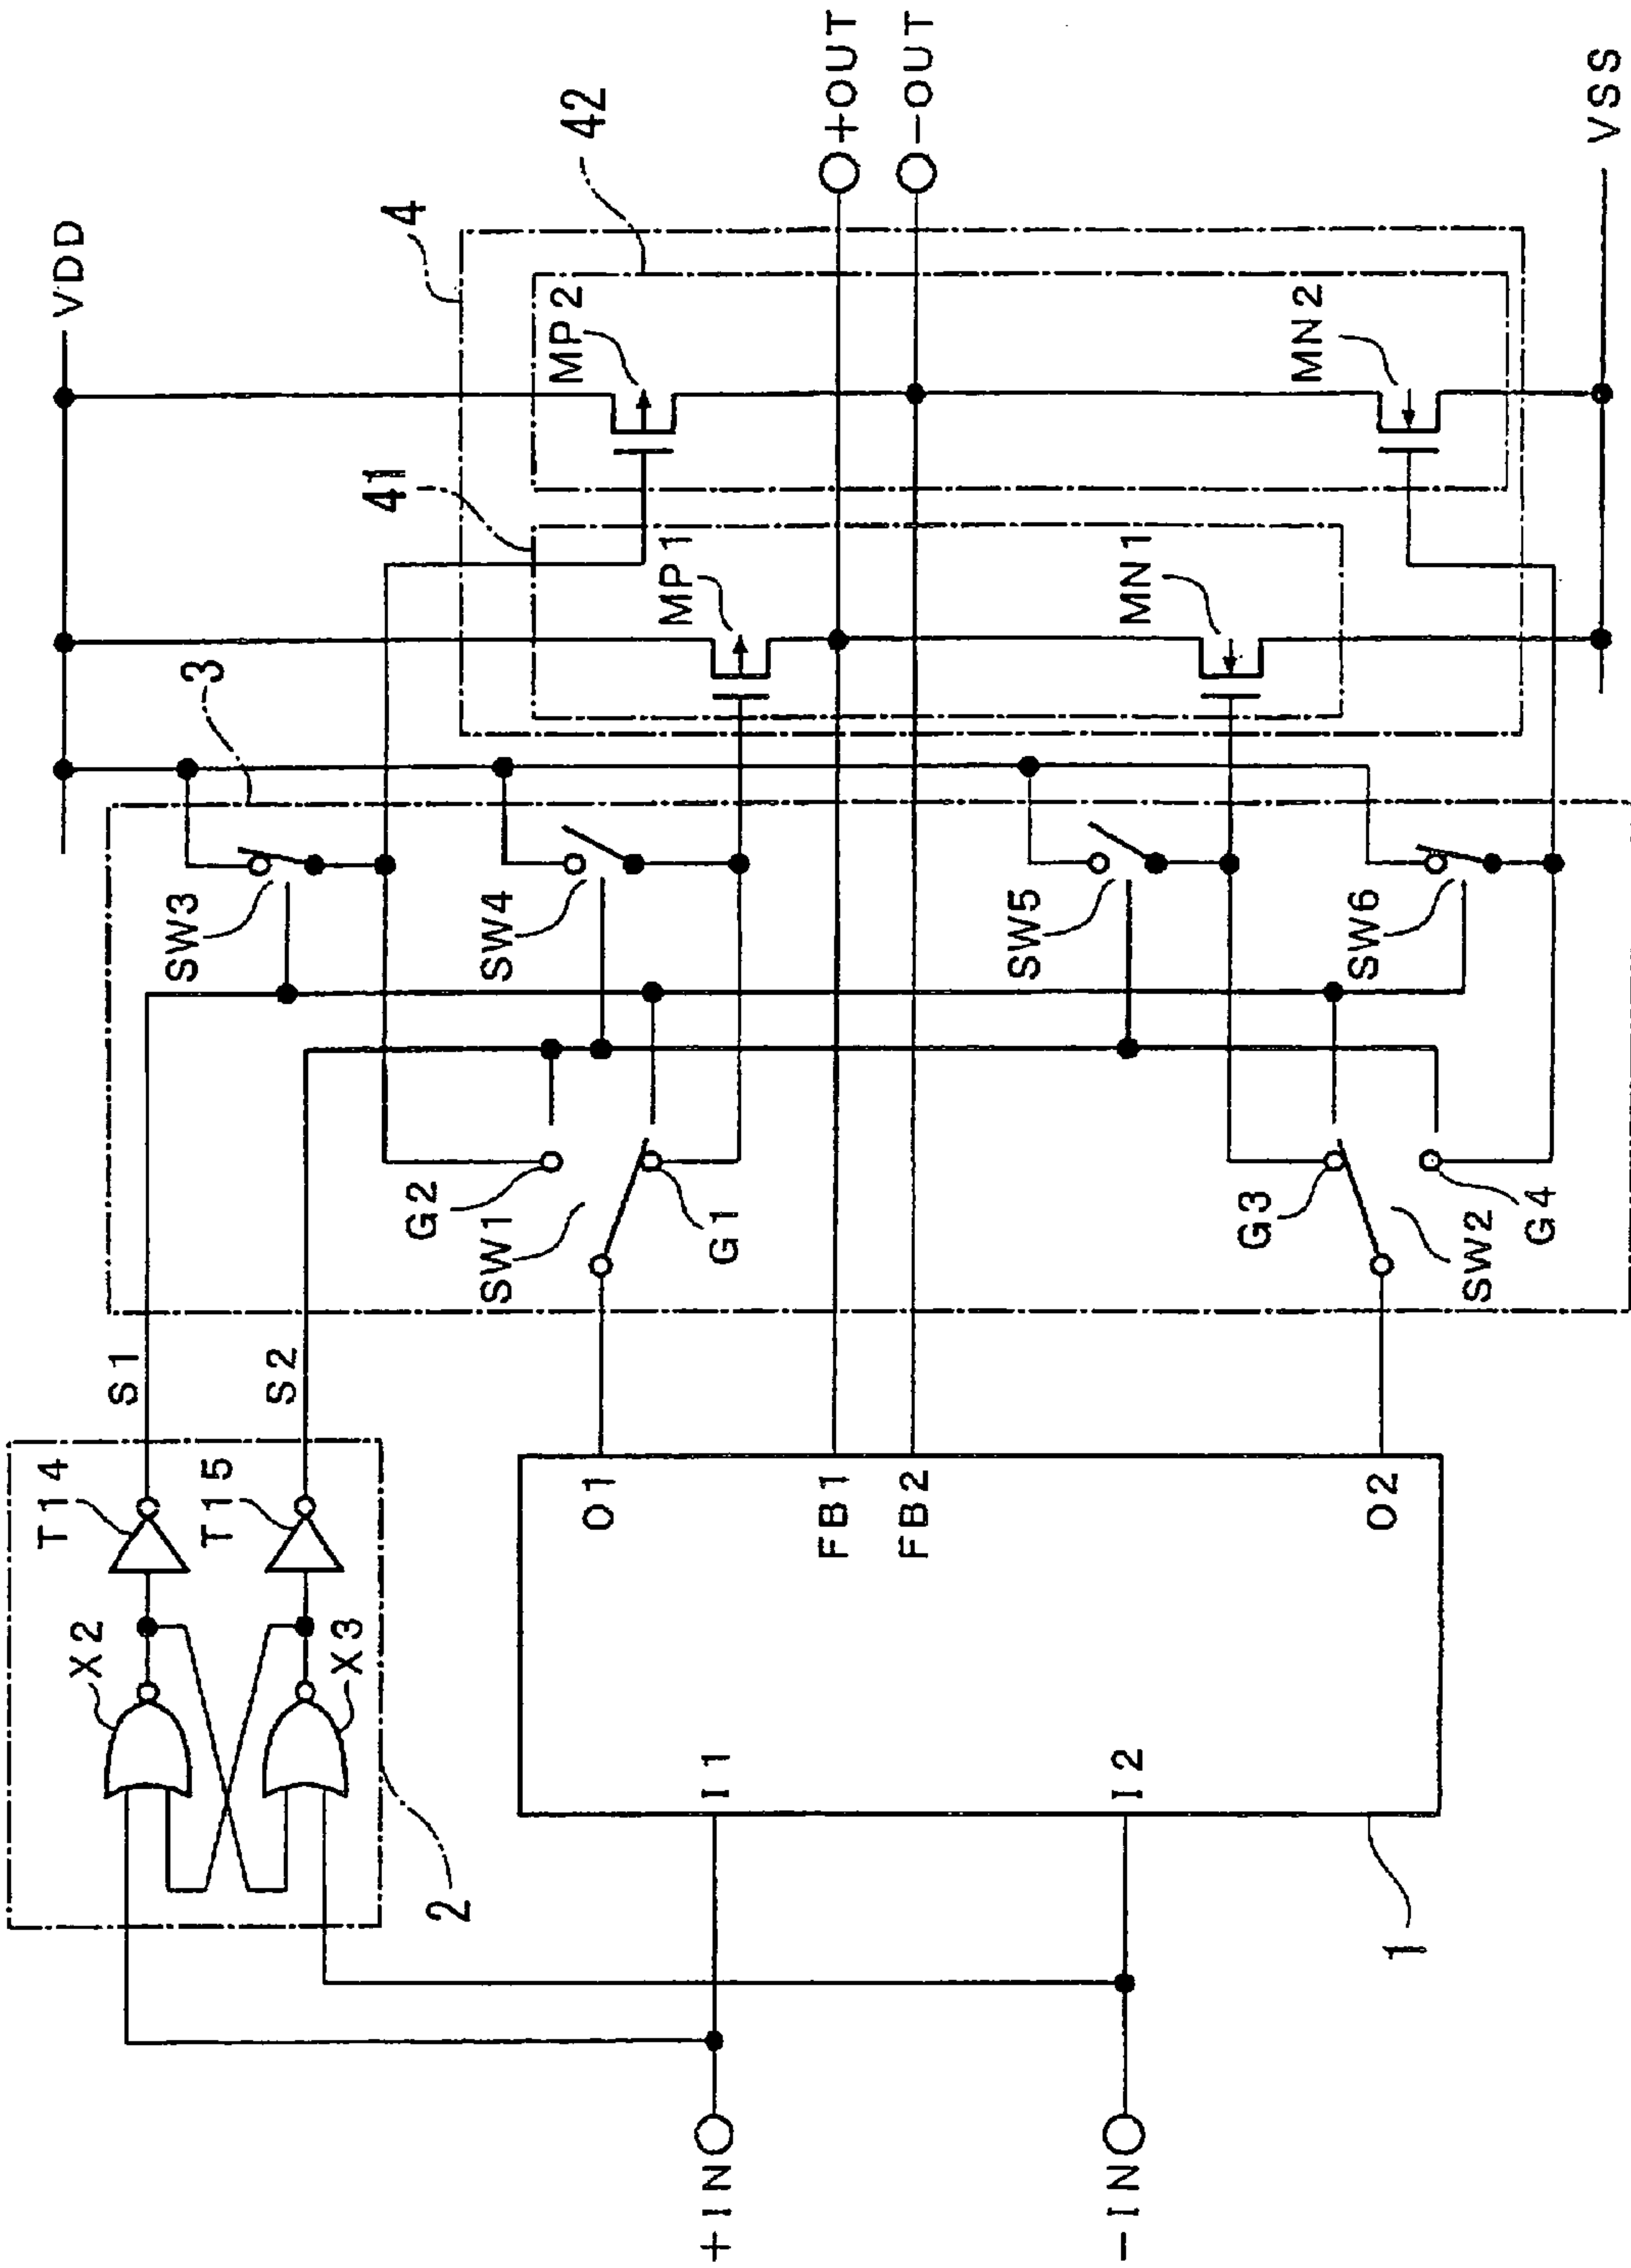 VDD
S1
S2
T14
T15
X2
X3
2
3
SW3
SW4
SW5
SW6
G2
SW1
G1
G3
SW2
G4
4
41
42
MP1
MP2
MN1
MN2
+OUT
−OUT
VSS
+IN
−IN
I1
I2
O1
FB1
FB2
O2
1